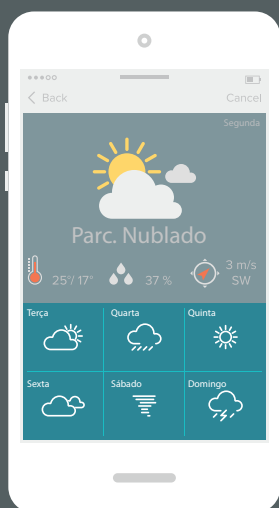 Back Cancel
Segunda
Parc. Nublado
25°/ 17° 37 % 3 m/s
SW
Terça Quarta Quinta
Sexta Sábado Domingo